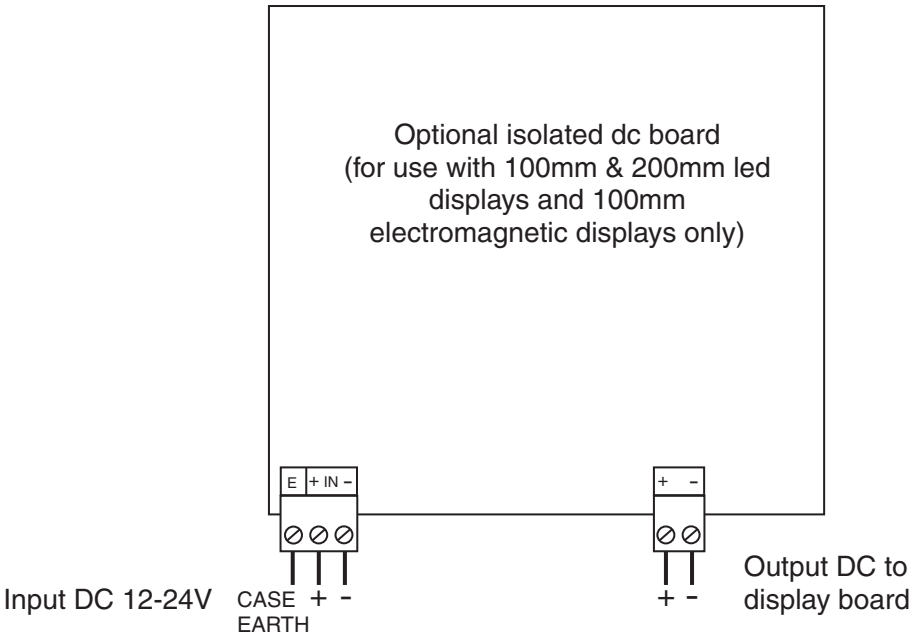 Optional isolated dc board
(for use with 100mm & 200mm led
displays and 100mm
electromagnetic displays only)
E + IN -
+ -
Input DC 12-24V
CASE + -
EARTH
+ -
Output DC to
display board